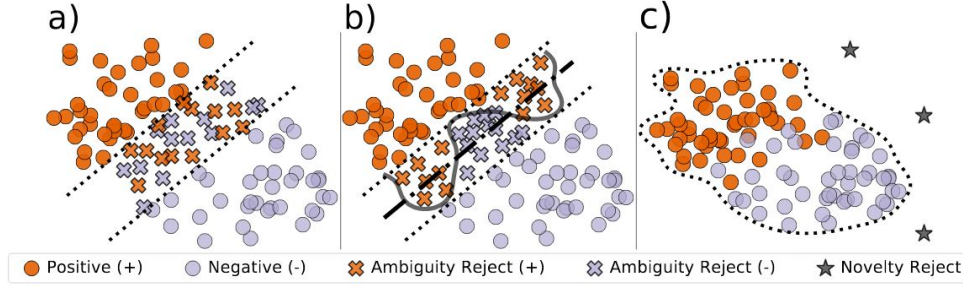 a)
b)
c)
Positive (+) Negative (-) Ambiguity Reject (+) Ambiguity Reject (-) Novelty Reject